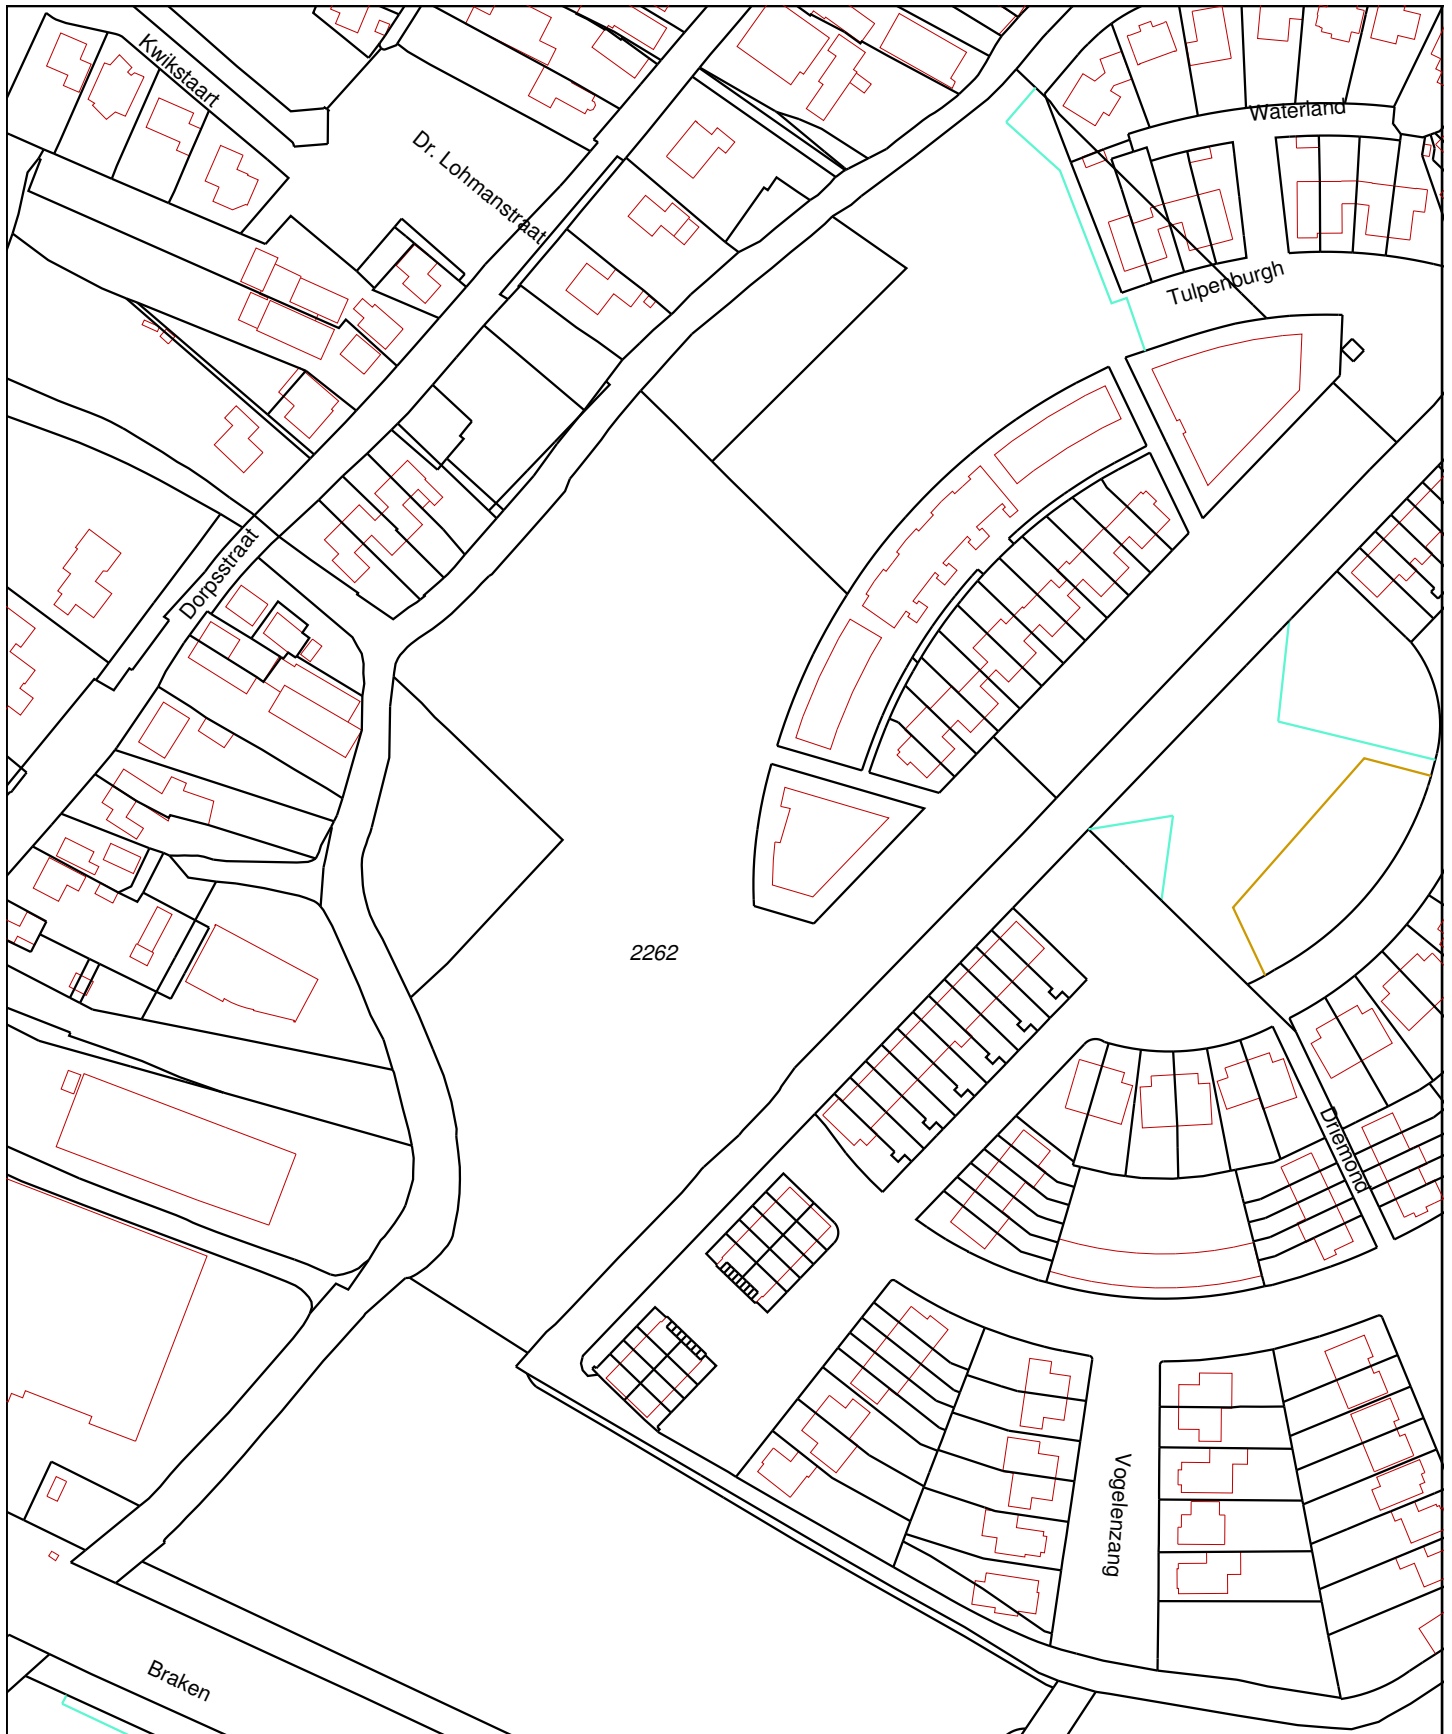 Kwikstaart
Waterland
Dr. Lohmanstraat
Tulpenburgh
Dorpsstraat
2262
Driemond
Vogelenzang
Braken